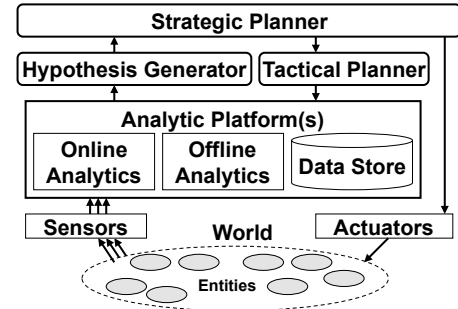 Strategic Planner
Hypothesis Generator
Tactical Planner
Analytic Platform(s)
Online
Analytics
Offline
Analytics
Data Store
Sensors
World
Actuators
Entities